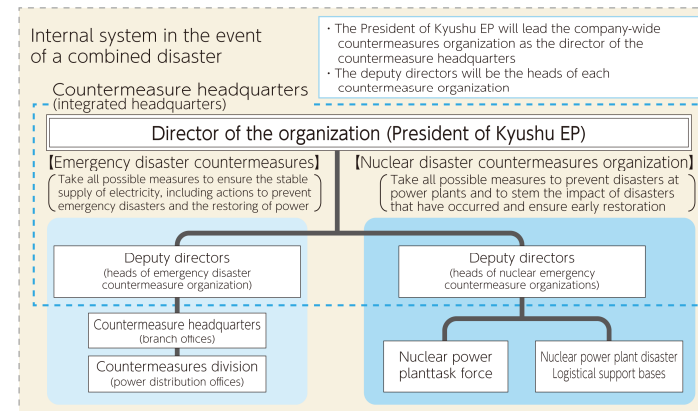 Internal system in the event
of a combined disaster
・The President of Kyushu EP will lead the company-wide
countermeasures organization as the director of the
countermeasure headquarters
・The deputy directors will be the heads of each
countermeasure organization
Countermeasure headquarters
(integrated headquarters)
Director of the organization (President of Kyushu EP)
【Emergency disaster countermeasures】
Take all possible measures to ensure the stable
supply of electricity, including actions to prevent
emergency disasters and the restoring of power
【Nuclear disaster countermeasures organization】
Take all possible measures to prevent disasters at
power plants and to stem the impact of disasters
that have occurred and ensure early restoration
Deputy directors
(heads of emergency disaster
countermeasure organization)
Deputy directors
(heads of nuclear emergency
countermeasure organizations)
Countermeasure headquarters
(branch offices)
Countermeasures division
(power distribution offices)
Nuclear power
planttask force
Nuclear power plant disaster
Logistical support bases